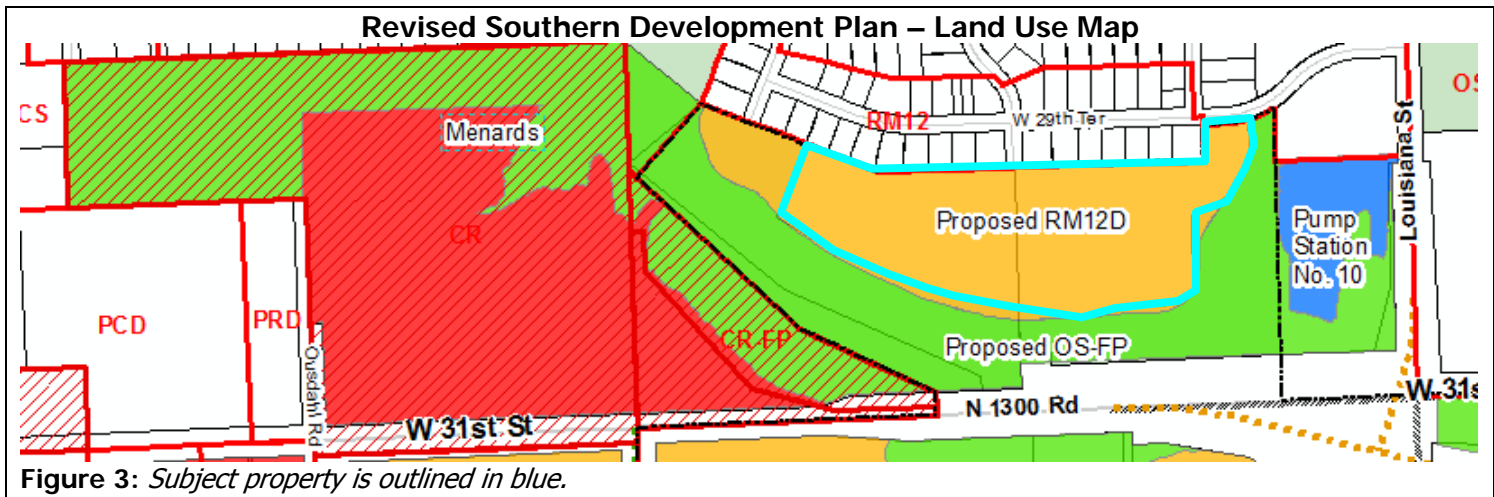 Revised Southern Development Plan – Land Use Map
CS
Menards
RM12
W 29th Ter
OS
Louisiana St
Proposed RM12D
Pump
Station
No. 10
CR
PCD
PRD
CR-FP
Proposed OS-FP
Ousdahl Rd
W 31st St
N 1300 Rd
W 31s
Figure 3: Subject property is outlined in blue.